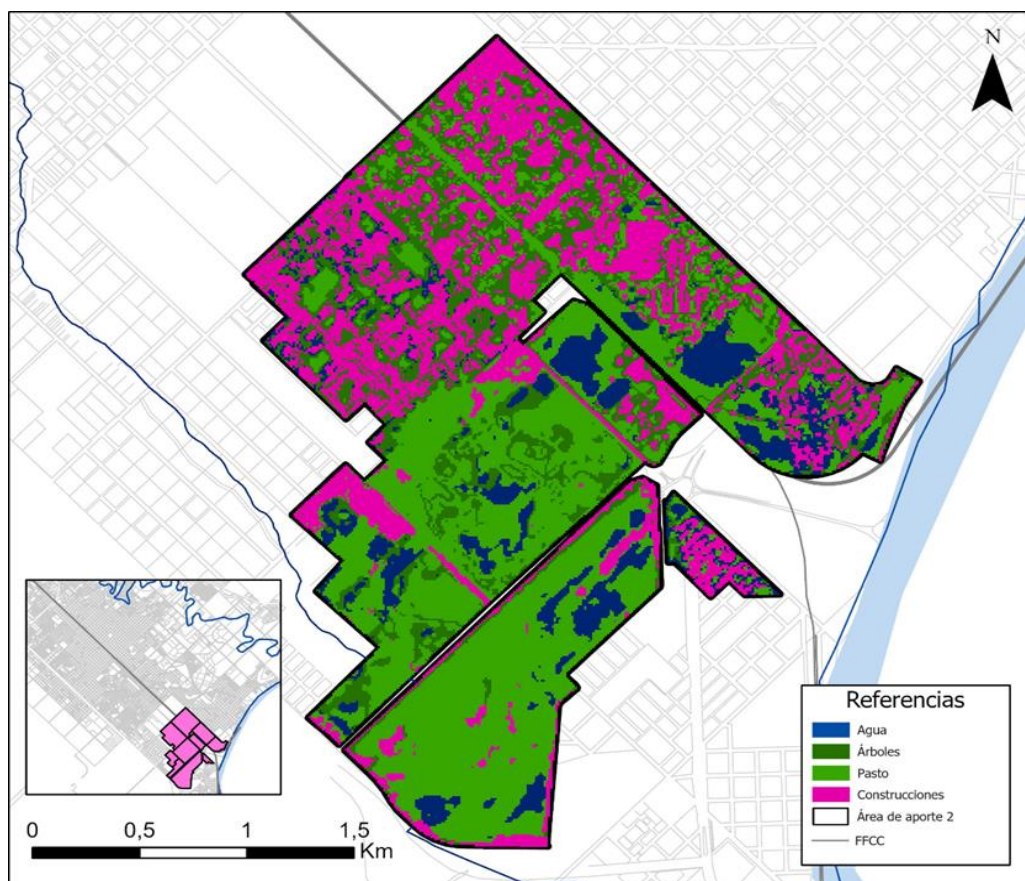 N
Referencias
Agua
Árboles
Pasto
Construcciones
Área de aporte 2
FFCC
0 0,5 1 1,5
Km